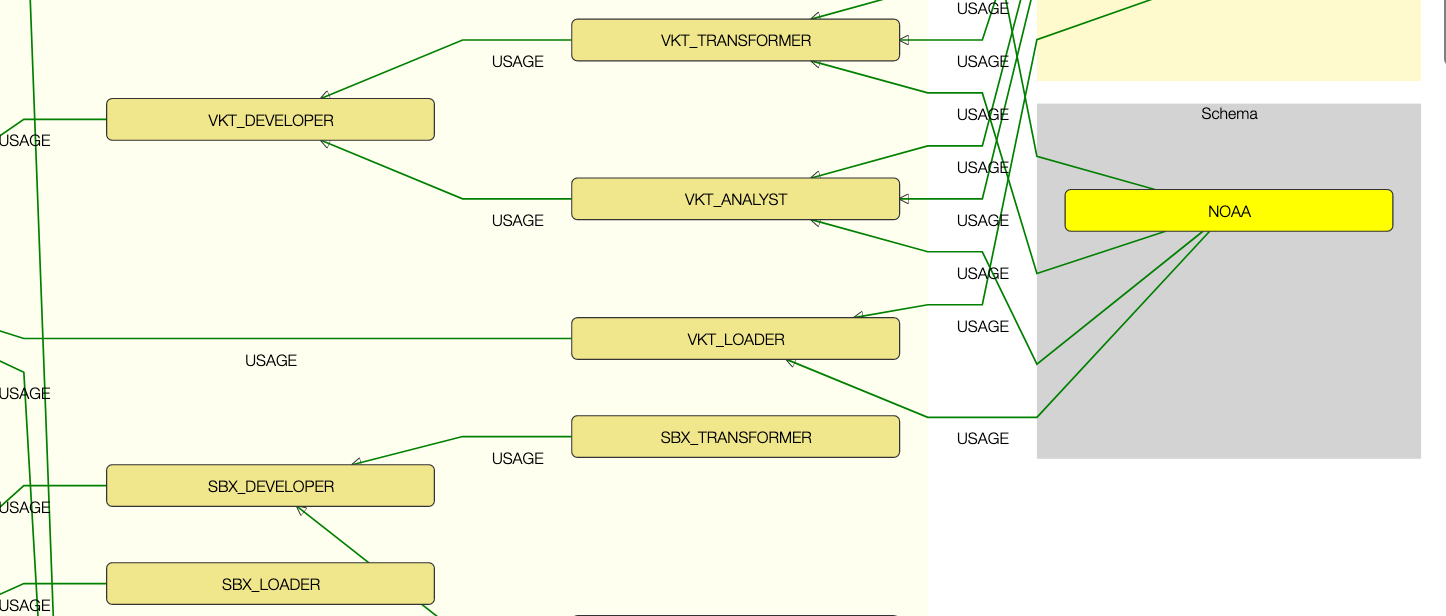 USAGE
VKT_TRANSFORMER
USAGE
USAGE
Schema
USAGE
VKT_DEVELOPER
USAGE
USAGE
VKT_ANALYST
NOAA
USAGE
USAGE
USAGE
USAGE
VKT_LOADER
USAGE
USAGE
SBX_TRANSFORMER
USAGE
USAGE
SBX_DEVELOPER
USAGE
SBX_LOADER
USAGE